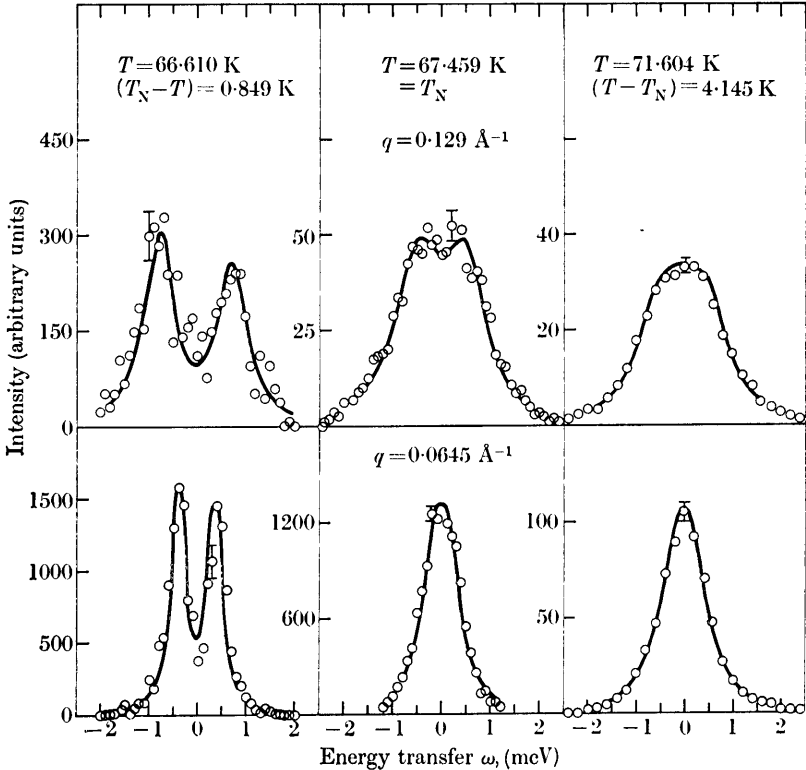 T=66·610 K
(T_N−T)=0·849 K
T=67·459 K
=T_N
T=71·604 K
(T−T_N)=4·145 K
q=0·129 Å⁻¹
450
300
150
0
50
25
40
20
q=0·0645 Å⁻¹
1500
1000
500
0
1200
600
100
50
−2 −1 0 1 2
−1 0 1 2
−2 −1 0 1 2
Intensity (arbitrary units)
Energy transfer ω, (meV)